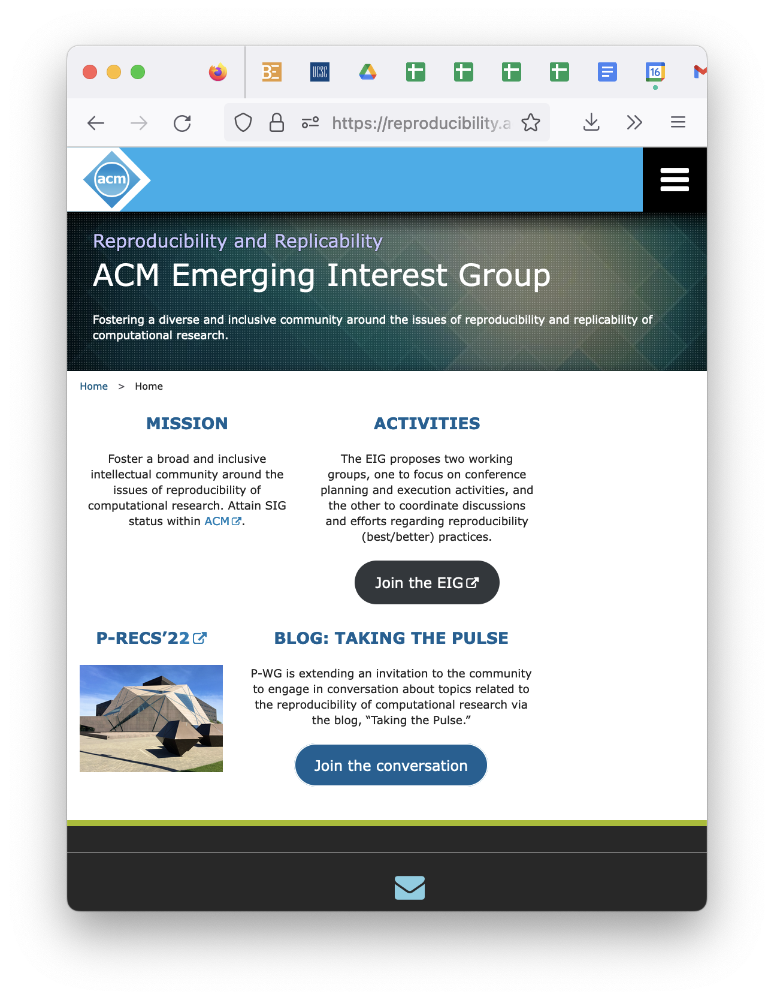 BE
UCSC
16
https://reproducibility.a
acm
Reproducibility and Replicability
ACM Emerging Interest Group
Fostering a diverse and inclusive community around the issues of reproducibility and replicability of
computational research.
Home > Home
MISSION
Foster a broad and inclusive
intellectual community around the
issues of reproducibility of
computational research. Attain SIG
status within ACM.
ACTIVITIES
The EIG proposes two working
groups, one to focus on conference
planning and execution activities, and
the other to coordinate discussions
and efforts regarding reproducibility
(best/better) practices.
Join the EIG
P-RECS’22
BLOG: TAKING THE PULSE
P-WG is extending an invitation to the community
to engage in conversation about topics related to
the reproducibility of computational research via
the blog, “Taking the Pulse.”
Join the conversation